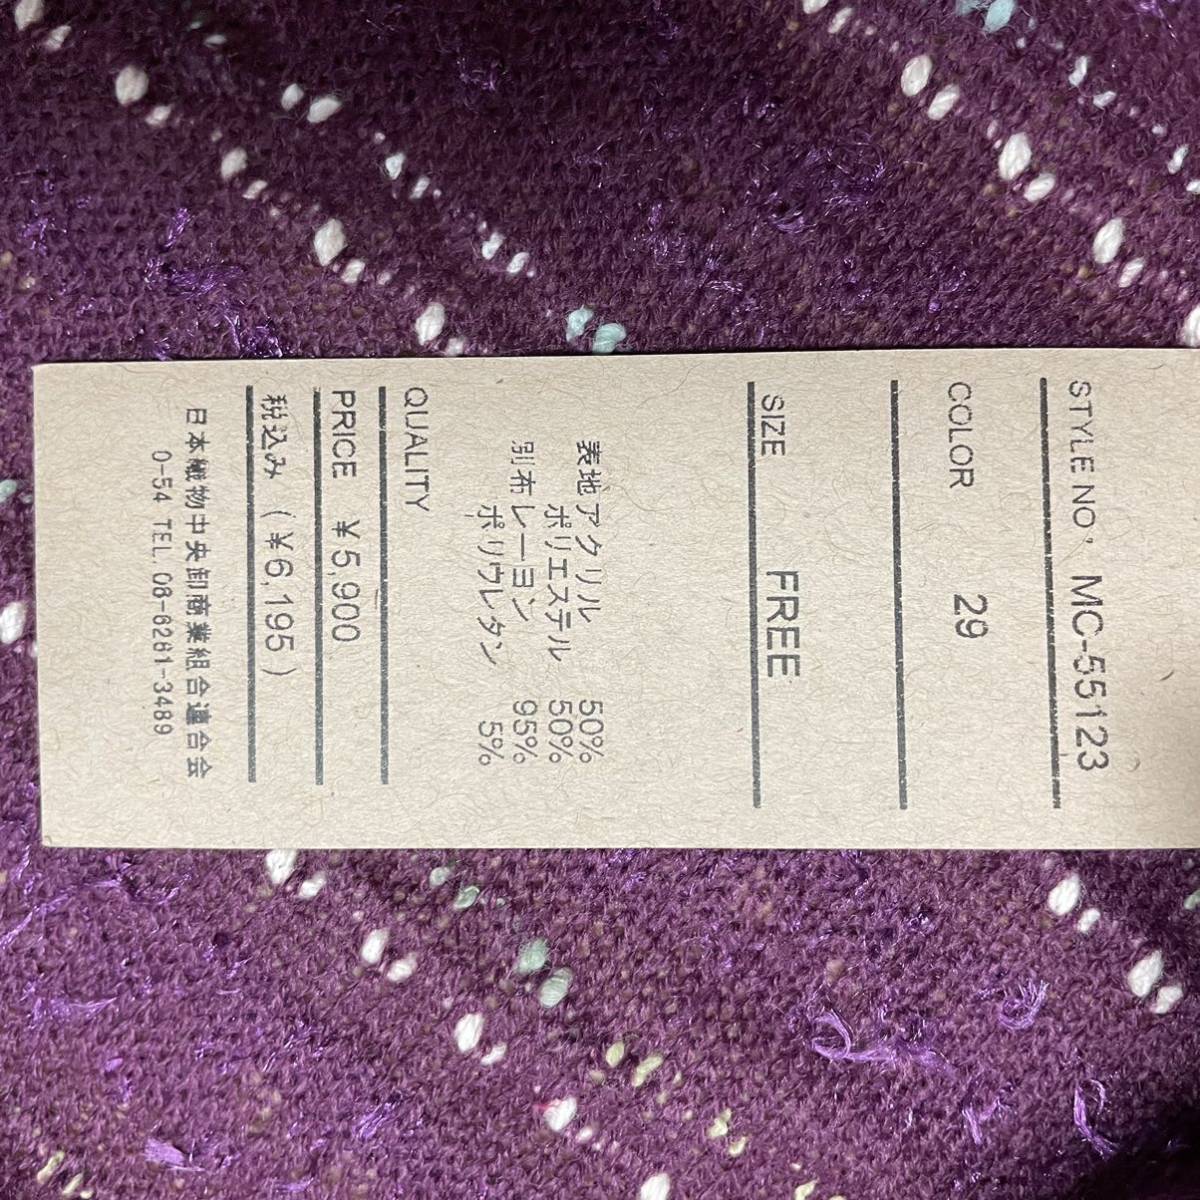 STYLE NO, MC-55123
COLOR 29
SIZE FREE
表地 アクリル 50%
ポリエステル 50%
別布 レーヨン 95%
ポリウレタン 5%
QUALITY
PRICE ¥5,900
税込み (¥6,195)
日本織物中央卸商業組合連合会
0-54 TEL 06-6261-3489